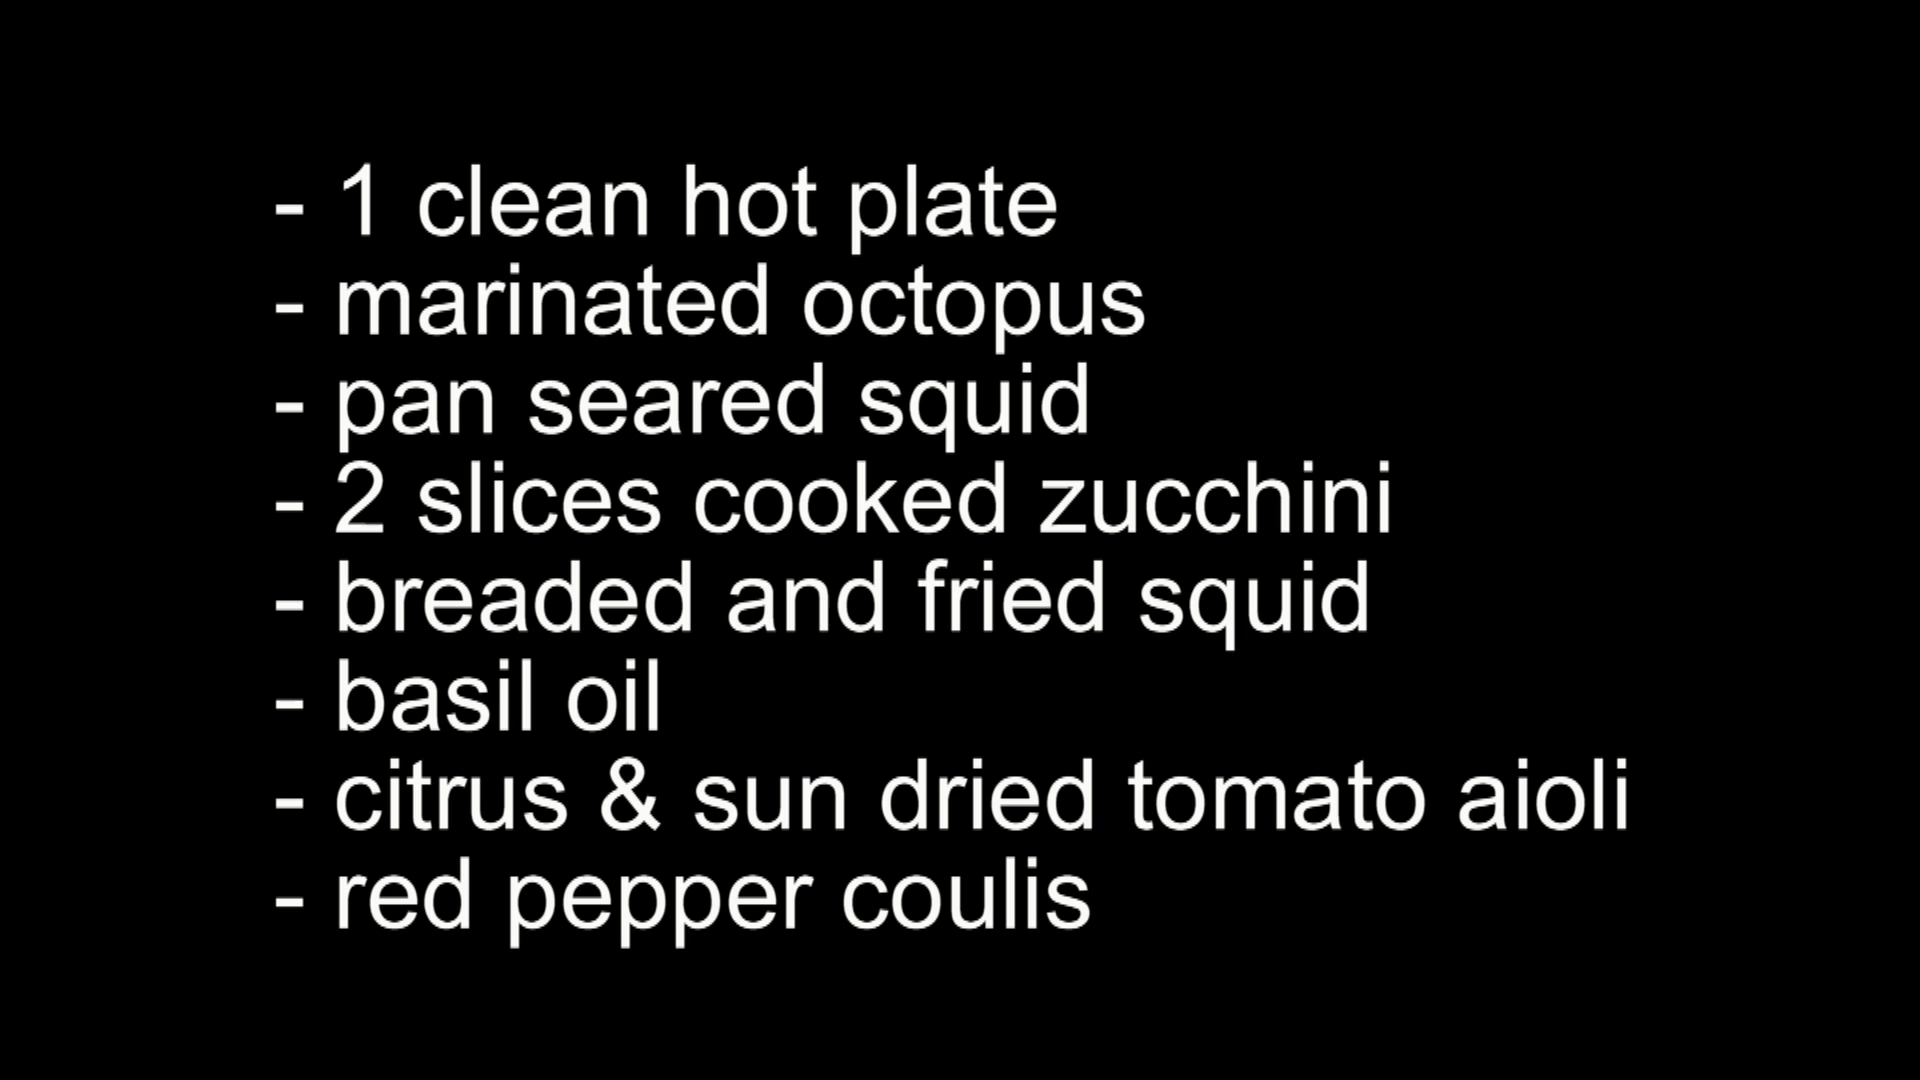 - 1 clean hot plate
- marinated octopus
- pan seared squid
- 2 slices cooked zucchini
- breaded and fried squid
- basil oil
- citrus & sun dried tomato aioli
- red pepper coulis